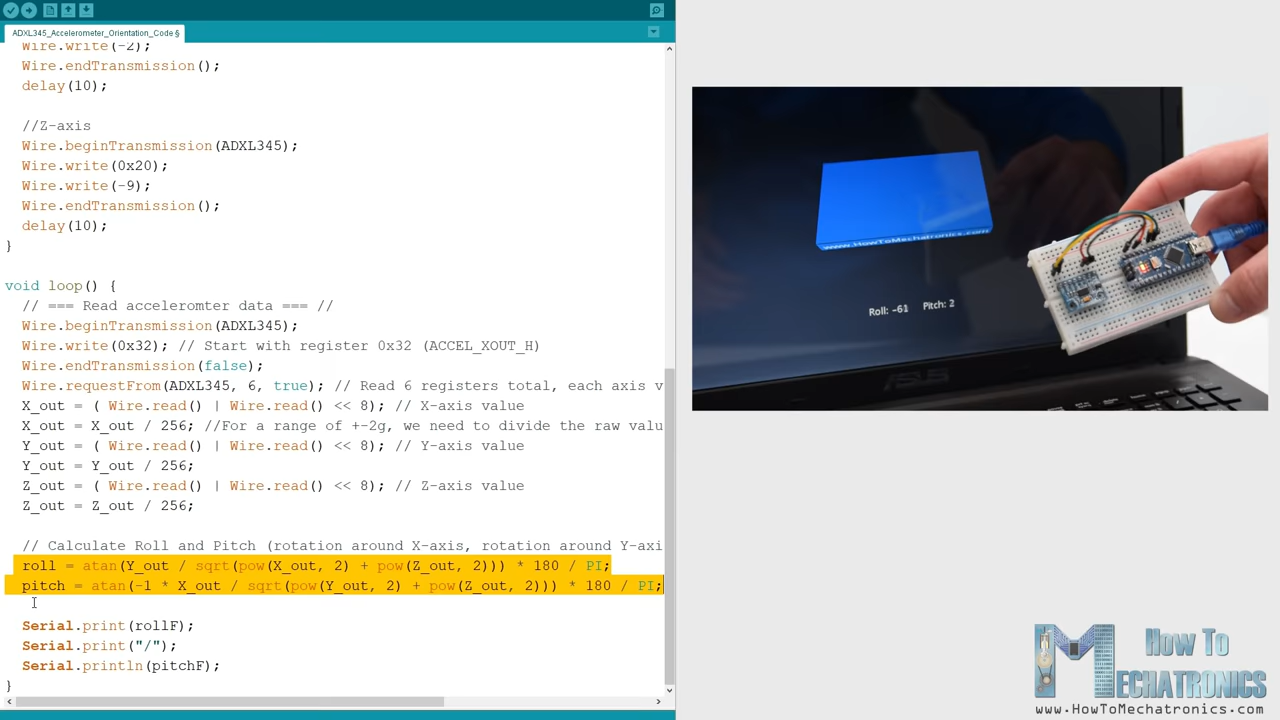 ADXL345_Accelerometer_Orientation_Code §
Wire.write(-2);
Wire.endTransmission();
delay(10);
//Z-axis
Wire.beginTransmission(ADXL345);
Wire.write(0x20);
Wire.write(-9);
Wire.endTransmission();
delay(10);
}
void loop() {
// === Read acceleromter data === //
Wire.beginTransmission(ADXL345);
Wire.write(0x32); // Start with register 0x32 (ACCEL_XOUT_H)
Wire.endTransmission(false);
Wire.requestFrom(ADXL345, 6, true); // Read 6 registers total, each axis v
X_out = ( Wire.read() | Wire.read() << 8); // X-axis value
X_out = X_out / 256; //For a range of +-2g, we need to divide the raw valu
Y_out = ( Wire.read() | Wire.read() << 8); // Y-axis value
Y_out = Y_out / 256;
Z_out = ( Wire.read() | Wire.read() << 8); // Z-axis value
Z_out = Z_out / 256;
// Calculate Roll and Pitch (rotation around X-axis, rotation around Y-axi
roll = atan(Y_out / sqrt(pow(X_out, 2) + pow(Z_out, 2))) * 180 / PI;
pitch = atan(-1 * X_out / sqrt(pow(Y_out, 2) + pow(Z_out, 2))) * 180 / PI;
Serial.print(rollF);
Serial.print("/");
Serial.println(pitchF);
}
www.HowToMechatronics.com
Roll: -61 Pitch: 2
ASUS
How To
MECHATRONICS
www.HowToMechatronics.com